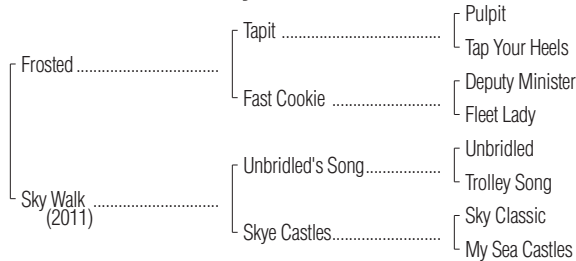 Pulpit
Tapit ...............................
Tap Your Heels
Frosted ............................
Deputy Minister
Fast Cookie .....................
Fleet Lady
Unbridled
Unbridled's Song...............
Trolley Song
Sky Walk .........................
(2011)
Sky Classic
Skye Castles.....................
My Sea Castles